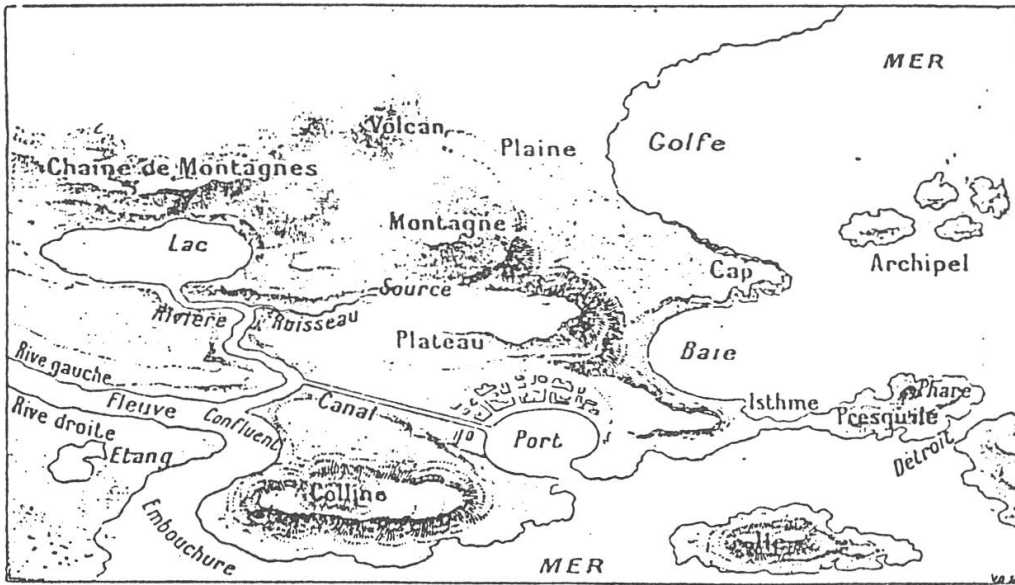 MER
Volcan
Plaine
Golfe
Chaine de Montagnes
Montagne
Lac
Cap
Archipel
Source
Rivière
Ruisseau
Plateau
Baie
Rive gauche
Phare
Isthme
Presqu'île
Fleuve
Canal
Rive droite
Confluent
Port
Détroit
Etang
Colline
Embouchure
Ile
MER